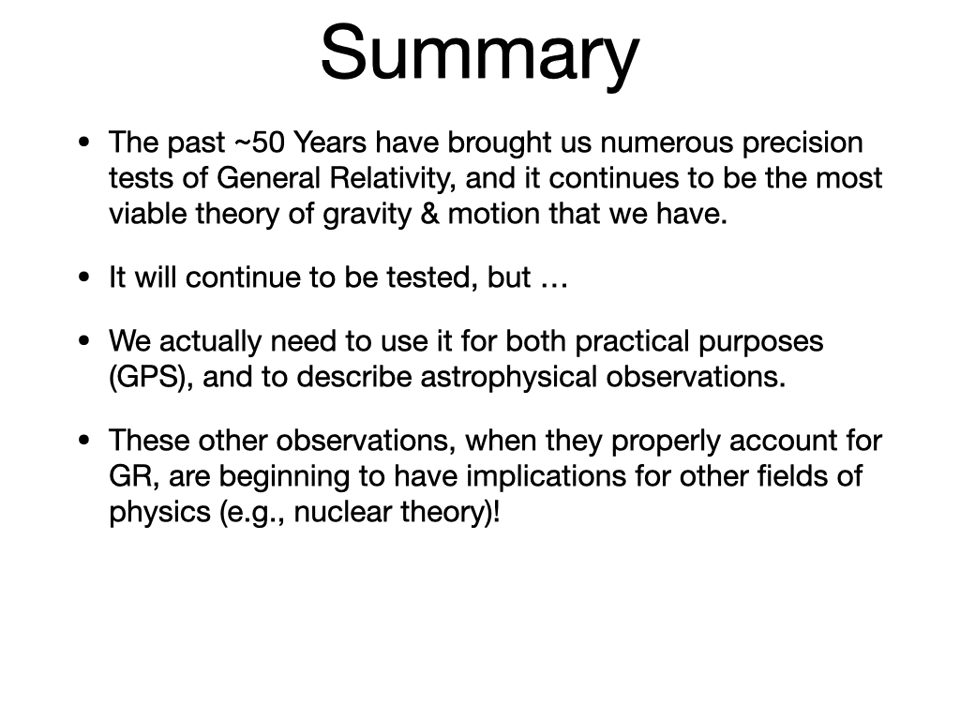 Summary
• The past ~50 Years have brought us numerous precision
tests of General Relativity, and it continues to be the most
viable theory of gravity & motion that we have.
• It will continue to be tested, but …
• We actually need to use it for both practical purposes
(GPS), and to describe astrophysical observations.
• These other observations, when they properly account for
GR, are beginning to have implications for other fields of
physics (e.g., nuclear theory)!